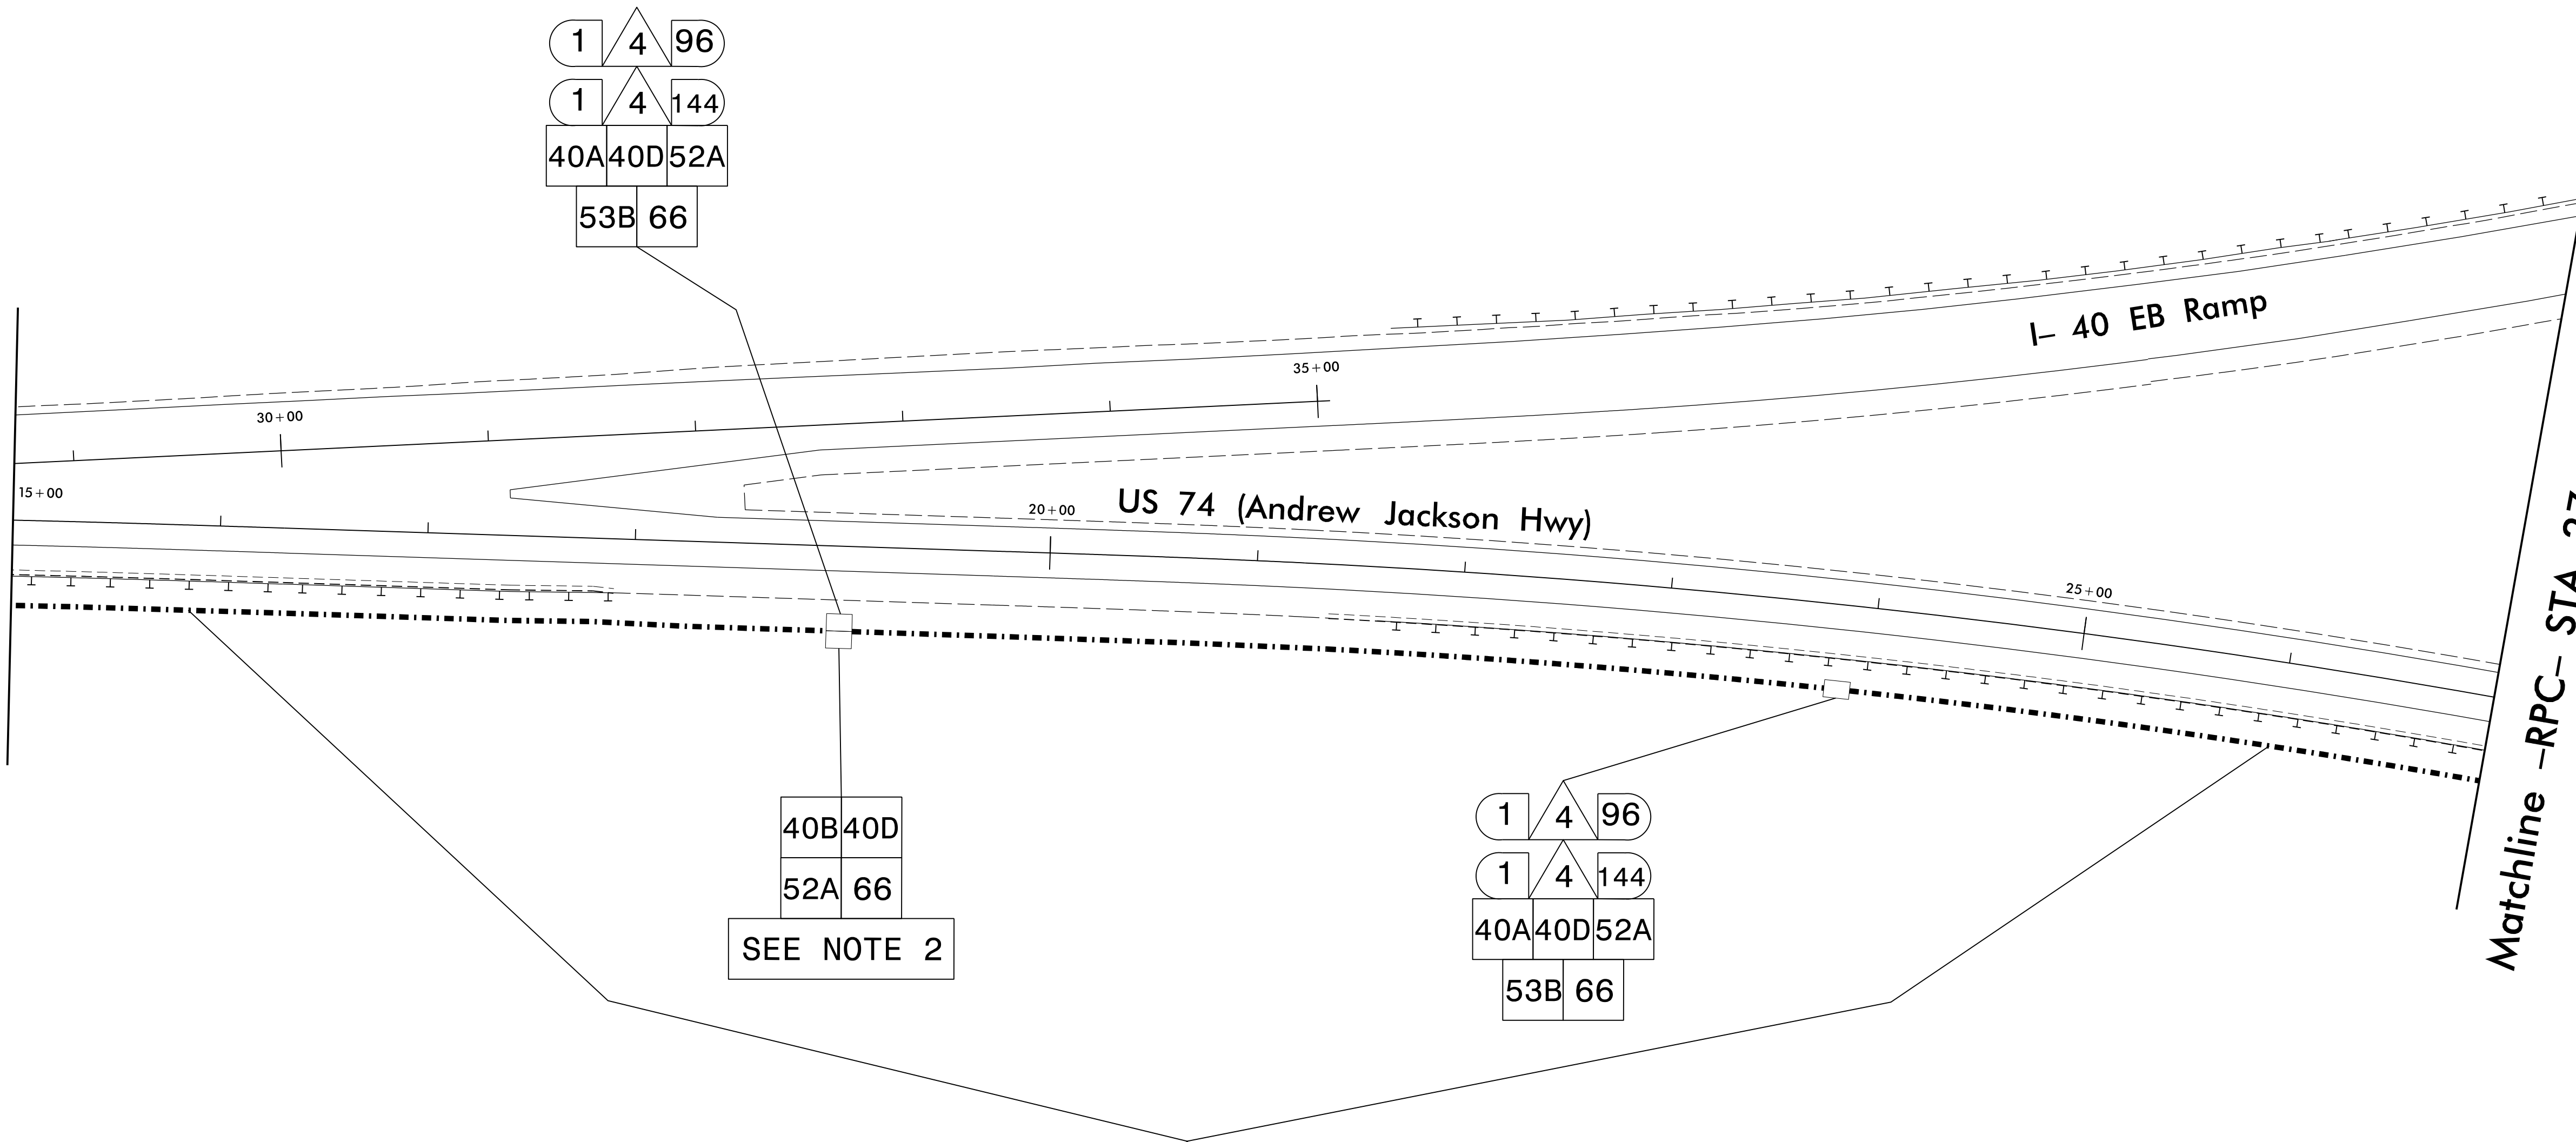 1 4 96
1 4 144
40A 40D 52A
53B 66
I- 40 EB Ramp
35+00
30+00
15+00
US 74 (Andrew Jackson Hwy)
20+00
25+00
Matchline -RPC- STA
40B 40D
52A 66
SEE NOTE 2
1 4 96
1 4 144
40A 40D 52A
53B 66